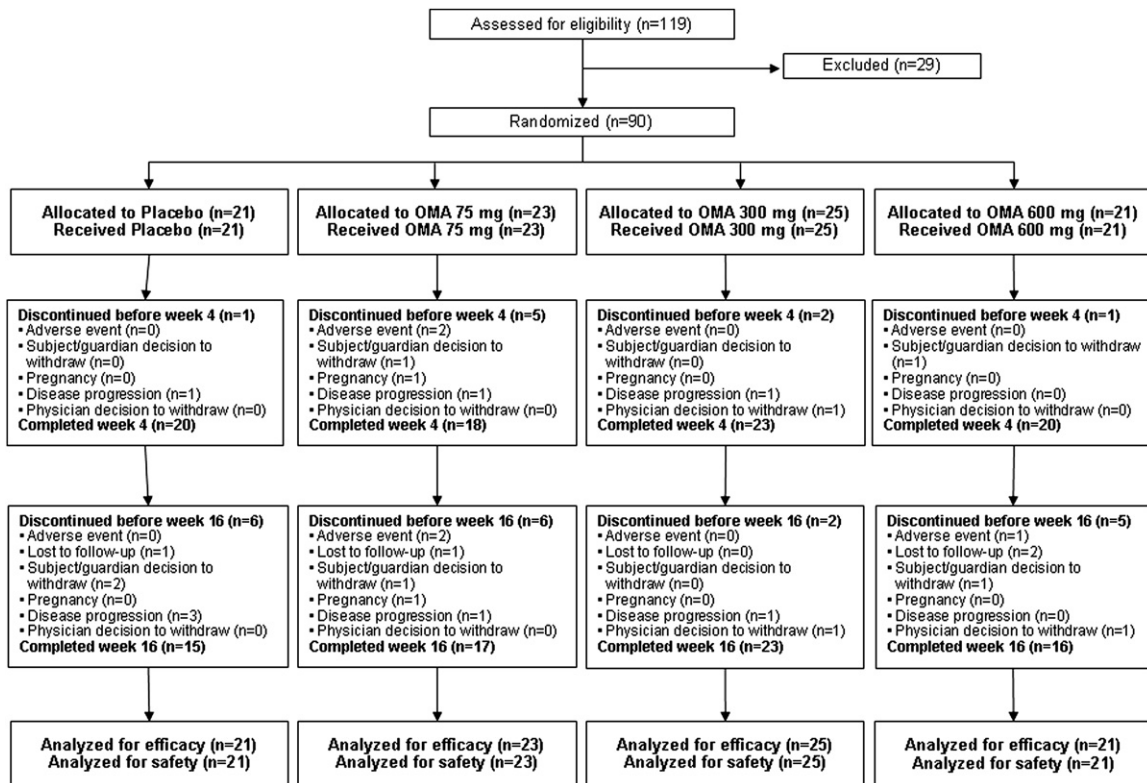 Assessed for eligibility (n=119)
Excluded (n=29)
Randomized (n=90)
Allocated to Placebo (n=21)
Received Placebo (n=21)
Allocated to OMA 75 mg (n=23)
Received OMA 75 mg (n=23)
Allocated to OMA 300 mg (n=25)
Received OMA 300 mg (n=25)
Allocated to OMA 600 mg (n=21)
Received OMA 600 mg (n=21)
Discontinued before week 4 (n=1)
▪ Adverse event (n=0)
▪ Subject/guardian decision to
withdraw (n=0)
▪ Pregnancy (n=0)
▪ Disease progression (n=1)
▪ Physician decision to withdraw (n=0)
Completed week 4 (n=20)
Discontinued before week 4 (n=5)
▪ Adverse event (n=2)
▪ Subject/guardian decision to
withdraw (n=1)
▪ Pregnancy (n=1)
▪ Disease progression (n=1)
▪ Physician decision to withdraw (n=0)
Completed week 4 (n=18)
Discontinued before week 4 (n=2)
▪ Adverse event (n=0)
▪ Subject/guardian decision to
withdraw (n=0)
▪ Pregnancy (n=0)
▪ Disease progression (n=1)
▪ Physician decision to withdraw (n=1)
Completed week 4 (n=23)
Discontinued before week 4 (n=1)
▪ Adverse event (n=0)
▪ Subject/guardian decision to withdraw
(n=1)
▪ Pregnancy (n=0)
▪ Disease progression (n=0)
▪ Physician decision to withdraw (n=0)
Completed week 4 (n=20)
Discontinued before week 16 (n=6)
▪ Adverse event (n=0)
▪ Lost to follow-up (n=1)
▪ Subject/guardian decision to
withdraw (n=2)
▪ Pregnancy (n=0)
▪ Disease progression (n=3)
▪ Physician decision to withdraw (n=0)
Completed week 16 (n=15)
Discontinued before week 16 (n=6)
▪ Adverse event (n=2)
▪ Lost to follow-up (n=1)
▪ Subject/guardian decision to
withdraw (n=1)
▪ Pregnancy (n=1)
▪ Disease progression (n=1)
▪ Physician decision to withdraw (n=0)
Completed week 16 (n=17)
Discontinued before week 16 (n=2)
▪ Adverse event (n=0)
▪ Lost to follow-up (n=0)
▪ Subject/guardian decision to
withdraw (n=0)
▪ Pregnancy (n=0)
▪ Disease progression (n=1)
▪ Physician decision to withdraw (n=1)
Completed week 16 (n=23)
Discontinued before week 16 (n=5)
▪ Adverse event (n=1)
▪ Lost to follow-up (n=2)
▪ Subject/guardian decision to
withdraw (n=1)
▪ Pregnancy (n=0)
▪ Disease progression (n=0)
▪ Physician decision to withdraw (n=1)
Completed week 16 (n=16)
Analyzed for efficacy (n=21)
Analyzed for safety (n=21)
Analyzed for efficacy (n=23)
Analyzed for safety (n=23)
Analyzed for efficacy (n=25)
Analyzed for safety (n=25)
Analyzed for efficacy (n=21)
Analyzed for safety (n=21)